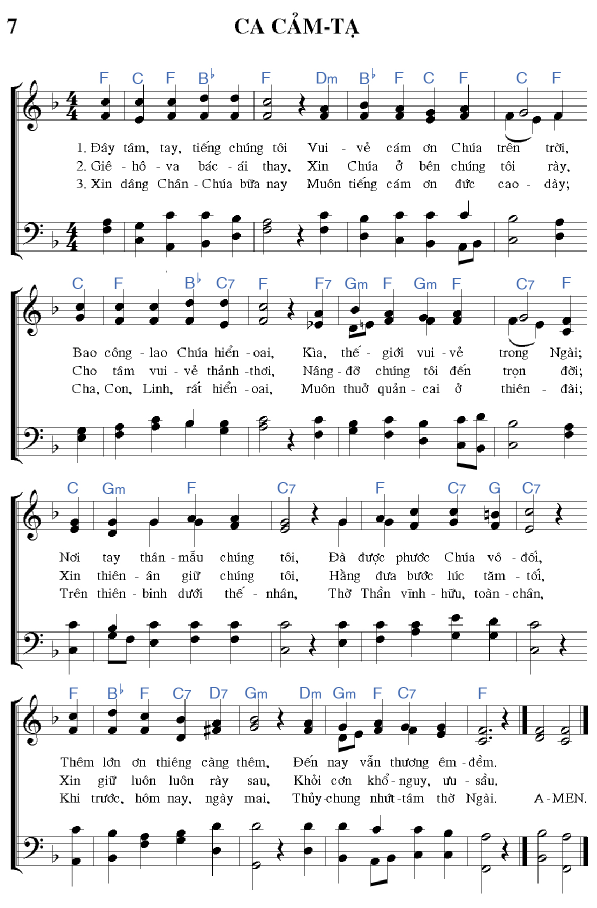 7 CA CẢM-TẠ
F C F B♭ F Dm B♭ F C F C F
1. Đây tâm, tay, tiếng chúng tôi Vui - vẻ cám ơn Chúa trên trời,
2. Giê - hô - va bác - ái thay, Xin Chúa ở bên chúng tôi rày,
3. Xin dâng Chân - Chúa bữa nay Muôn tiếng cám ơn đức cao - dày;
C F B♭ C7 F F7 Gm F Gm F C7 F
Bao công - lao Chúa hiển - oai, Kìa, thế - giới vui - vẻ trong Ngài;
Cho tâm vui - vẻ thảnh - thơi, Nâng - đỡ chúng tôi đến trọn đời;
Cha, Con, Linh, rất hiển - oai, Muôn thuở quản - cai ở thiên - đài;
C Gm F C7 F C7 G C7
Nơi tay thân - mẫu chúng tôi, Đà được phước Chúa vô - đối,
Xin thiên - ân giữ chúng tôi, Hằng đưa bước lúc tăm - tối,
Trên thiên - binh dưới thế - nhân, Thờ Thần vĩnh - hữu, toàn - chân,
F B♭ F C7 D7 Gm Dm Gm F C7 F
Thêm lớn ơn thiêng càng thêm, Đến nay vẫn thương êm - đềm.
Xin giữ luôn luôn rày sau, Khỏi cơn khổ - nguy, ưu - sầu,
Khi trước, hôm nay, ngày mai, Thủy - chung nhứt - tâm thờ Ngài. A - MEN.